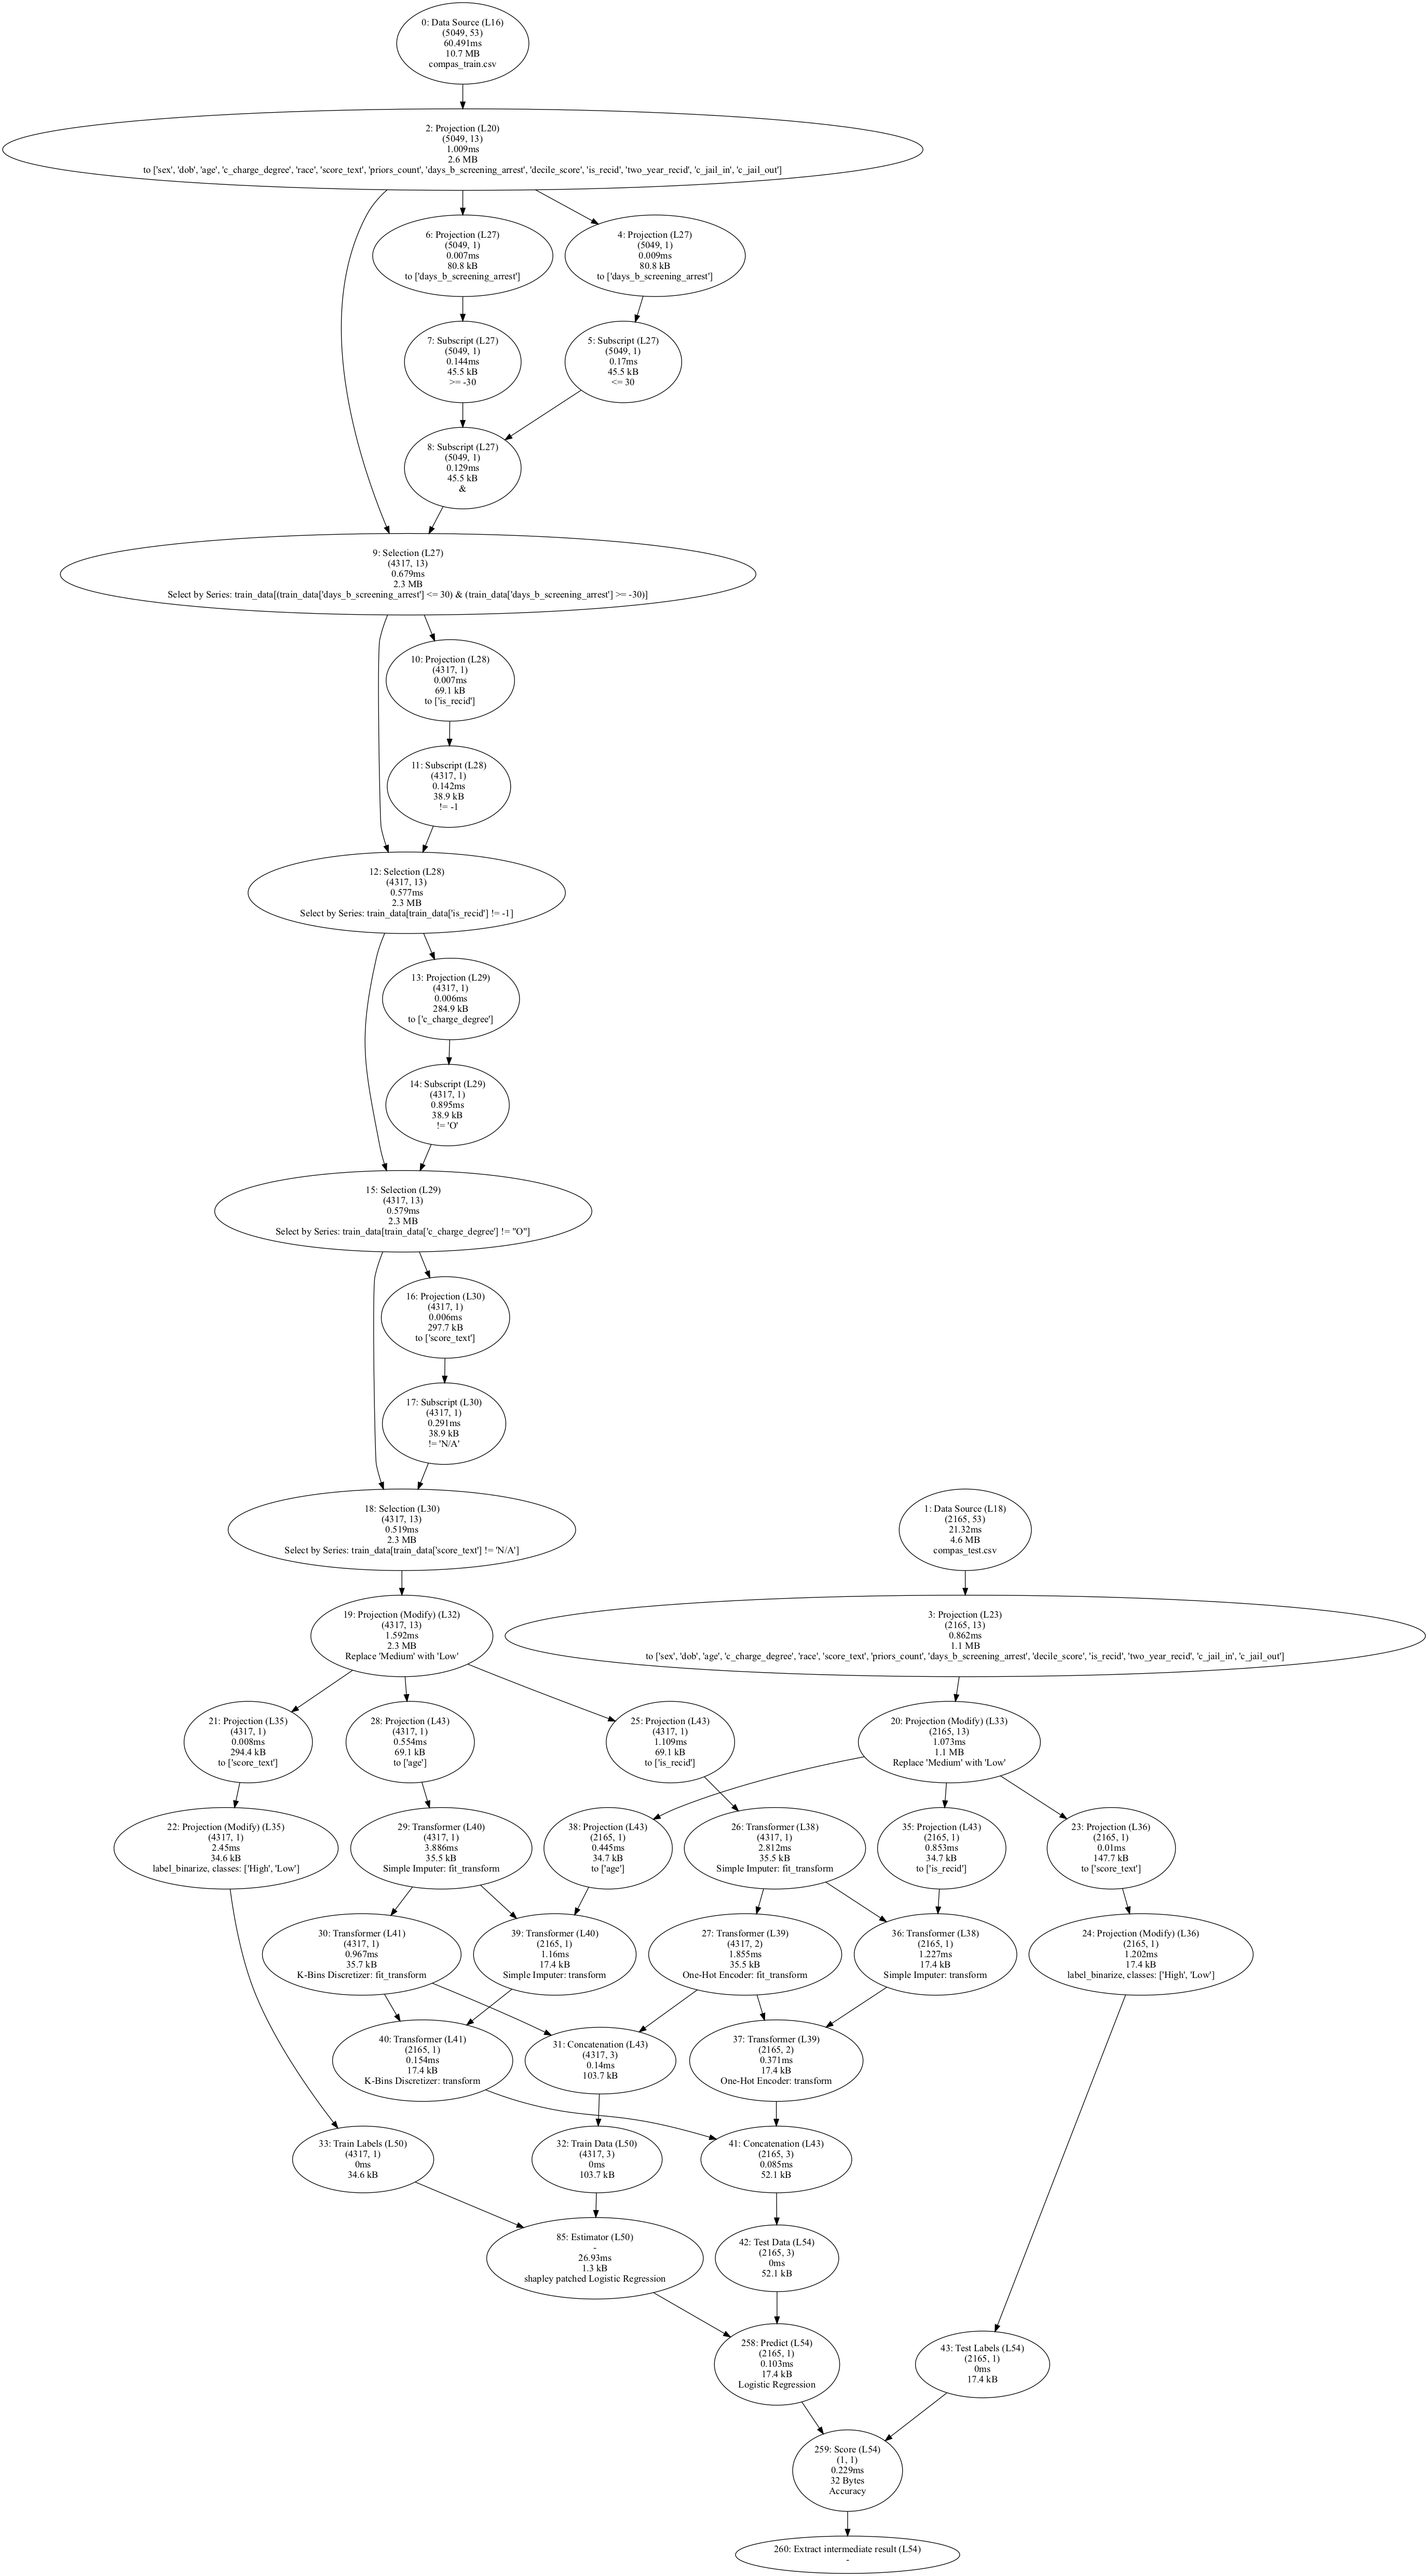 0: Data Source (L16)
(5049, 53)
60.491ms
10.7 MB
compas_train.csv
2: Projection (L20)
(5049, 13)
1.009ms
2.6 MB
to ['sex', 'dob', 'age', 'c_charge_degree', 'race', 'score_text', 'priors_count', 'days_b_screening_arrest', 'decile_score', 'is_recid', 'two_year_recid', 'c_jail_in', 'c_jail_out']
6: Projection (L27)
(5049, 1)
0.007ms
80.8 kB
to ['days_b_screening_arrest']
4: Projection (L27)
(5049, 1)
0.009ms
80.8 kB
to ['days_b_screening_arrest']
7: Subscript (L27)
(5049, 1)
0.144ms
45.5 kB
>= -30
5: Subscript (L27)
(5049, 1)
0.17ms
45.5 kB
<= 30
8: Subscript (L27)
(5049, 1)
0.129ms
45.5 kB
&
9: Selection (L27)
(4317, 13)
0.679ms
2.3 MB
Select by Series: train_data[(train_data['days_b_screening_arrest'] <= 30) & (train_data['days_b_screening_arrest'] >= -30)]
10: Projection (L28)
(4317, 1)
0.007ms
69.1 kB
to ['is_recid']
11: Subscript (L28)
(4317, 1)
0.142ms
38.9 kB
!= -1
12: Selection (L28)
(4317, 13)
0.577ms
2.3 MB
Select by Series: train_data[train_data['is_recid'] != -1]
13: Projection (L29)
(4317, 1)
0.006ms
284.9 kB
to ['c_charge_degree']
14: Subscript (L29)
(4317, 1)
0.895ms
38.9 kB
!= 'O'
15: Selection (L29)
(4317, 13)
0.579ms
2.3 MB
Select by Series: train_data[train_data['c_charge_degree'] != "O"]
16: Projection (L30)
(4317, 1)
0.006ms
297.7 kB
to ['score_text']
17: Subscript (L30)
(4317, 1)
0.291ms
38.9 kB
!= 'N/A'
18: Selection (L30)
(4317, 13)
0.519ms
2.3 MB
Select by Series: train_data[train_data['score_text'] != 'N/A']
1: Data Source (L18)
(2165, 53)
21.32ms
4.6 MB
compas_test.csv
19: Projection (Modify) (L32)
(4317, 13)
1.592ms
2.3 MB
Replace 'Medium' with 'Low'
3: Projection (L23)
(2165, 13)
0.862ms
1.1 MB
to ['sex', 'dob', 'age', 'c_charge_degree', 'race', 'score_text', 'priors_count', 'days_b_screening_arrest', 'decile_score', 'is_recid', 'two_year_recid', 'c_jail_in', 'c_jail_out']
21: Projection (L35)
(4317, 1)
0.008ms
294.4 kB
to ['score_text']
28: Projection (L43)
(4317, 1)
0.554ms
69.1 kB
to ['age']
25: Projection (L43)
(4317, 1)
1.109ms
69.1 kB
to ['is_recid']
20: Projection (Modify) (L33)
(2165, 13)
1.073ms
1.1 MB
Replace 'Medium' with 'Low'
22: Projection (Modify) (L35)
(4317, 1)
2.45ms
34.6 kB
label_binarize, classes: ['High', 'Low']
29: Transformer (L40)
(4317, 1)
3.886ms
35.5 kB
Simple Imputer: fit_transform
38: Projection (L43)
(2165, 1)
0.445ms
34.7 kB
to ['age']
26: Transformer (L38)
(4317, 1)
2.812ms
35.5 kB
Simple Imputer: fit_transform
35: Projection (L43)
(2165, 1)
0.853ms
34.7 kB
to ['is_recid']
23: Projection (L36)
(2165, 1)
0.01ms
147.7 kB
to ['score_text']
30: Transformer (L41)
(4317, 1)
0.967ms
35.7 kB
K-Bins Discretizer: fit_transform
39: Transformer (L40)
(2165, 1)
1.16ms
17.4 kB
Simple Imputer: transform
27: Transformer (L39)
(4317, 2)
1.855ms
35.5 kB
One-Hot Encoder: fit_transform
36: Transformer (L38)
(2165, 1)
1.227ms
17.4 kB
Simple Imputer: transform
24: Projection (Modify) (L36)
(2165, 1)
1.202ms
17.4 kB
label_binarize, classes: ['High', 'Low']
40: Transformer (L41)
(2165, 1)
0.154ms
17.4 kB
K-Bins Discretizer: transform
31: Concatenation (L43)
(4317, 3)
0.14ms
103.7 kB
37: Transformer (L39)
(2165, 2)
0.371ms
17.4 kB
One-Hot Encoder: transform
33: Train Labels (L50)
(4317, 1)
0ms
34.6 kB
32: Train Data (L50)
(4317, 3)
0ms
103.7 kB
41: Concatenation (L43)
(2165, 3)
0.085ms
52.1 kB
85: Estimator (L50)
-
26.93ms
1.3 kB
shapley patched Logistic Regression
42: Test Data (L54)
(2165, 3)
0ms
52.1 kB
258: Predict (L54)
(2165, 1)
0.103ms
17.4 kB
Logistic Regression
43: Test Labels (L54)
(2165, 1)
0ms
17.4 kB
259: Score (L54)
(1, 1)
0.229ms
32 Bytes
Accuracy
260: Extract intermediate result (L54)
-